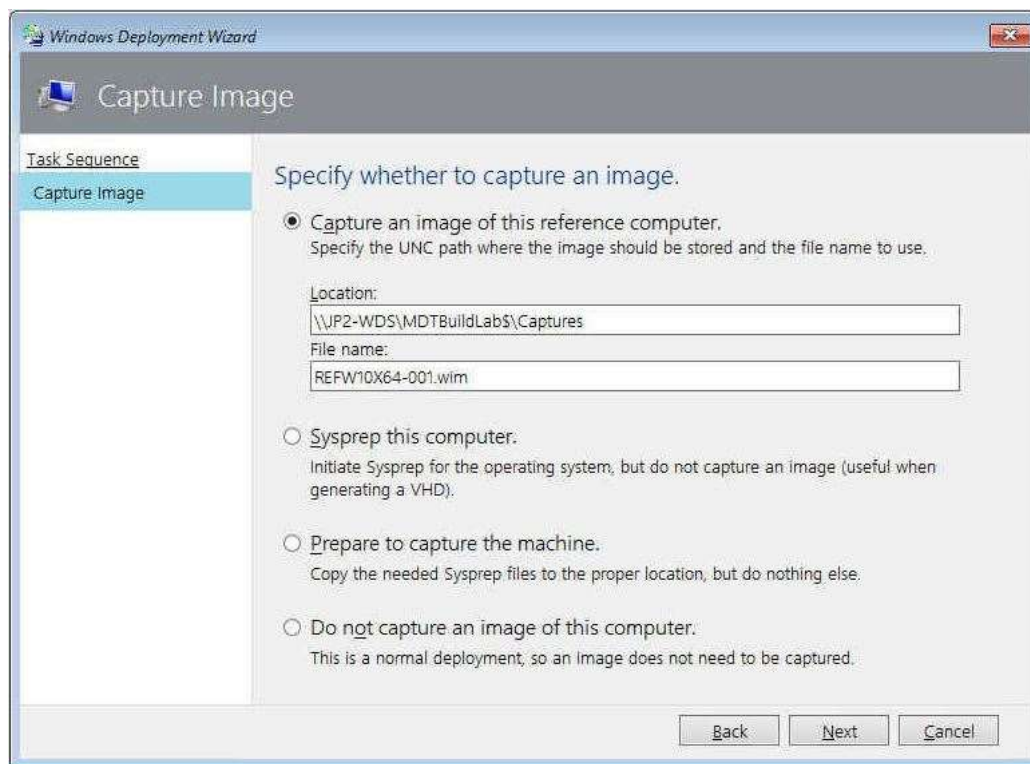 Windows Deployment Wizard
Capture Image
Task Sequence
Capture Image
Specify whether to capture an image.
Capture an image of this reference computer.
Specify the UNC path where the image should be stored and the file name to use.
Location:
\\JP2-WDS\MDTBuildLab$\Captures
File name:
REFW10X64-001.wim
Sysprep this computer.
Initiate Sysprep for the operating system, but do not capture an image (useful when
generating a VHD).
Prepare to capture the machine.
Copy the needed Sysprep files to the proper location, but do nothing else.
Do not capture an image of this computer.
This is a normal deployment, so an image does not need to be captured.
Back Next Cancel